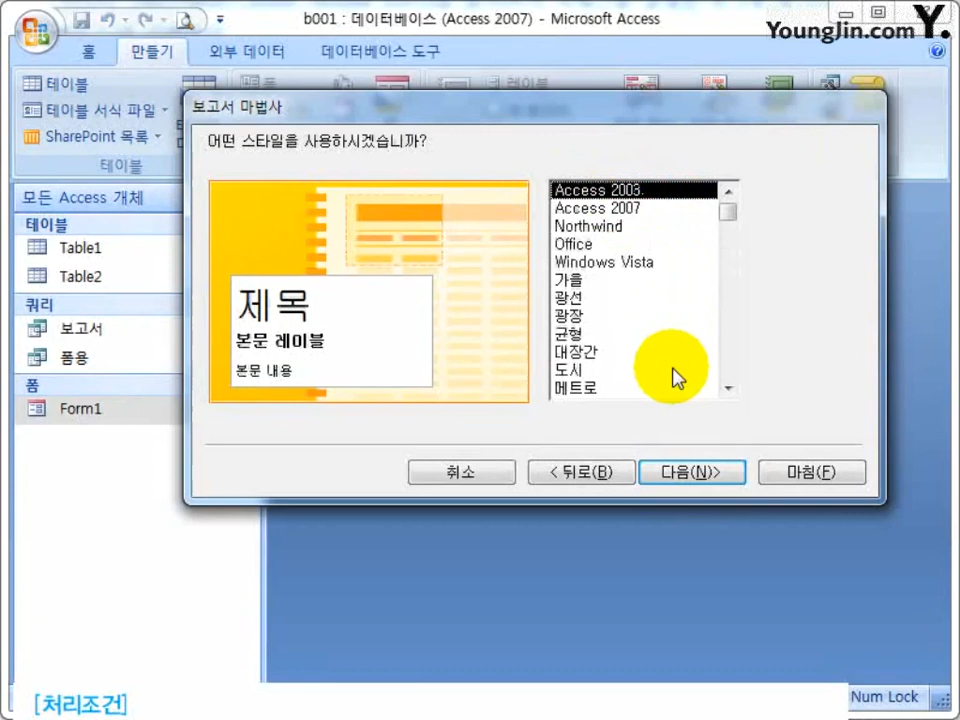 b001 : 데이터베이스 (Access 2007) - Microsoft Access
YoungJin.com Y.
홈 만들기 외부 데이터 데이터베이스 도구
테이블
테이블 서식 파일
SharePoint 목록
테이블
폼
레이블
보고서 마법사
어떤 스타일을 사용하시겠습니까?
제목
본문 레이블
본문 내용
Access 2003.
Access 2007
Northwind
Office
Windows Vista
가을
광선
광장
균형
대장간
도시
메트로
취소 < 뒤로(B) 다음(N)> 마침(F)
모든 Access 개체
테이블
Table1
Table2
쿼리
보고서
폼용
폼
Form1
Num Lock
[처리조건]